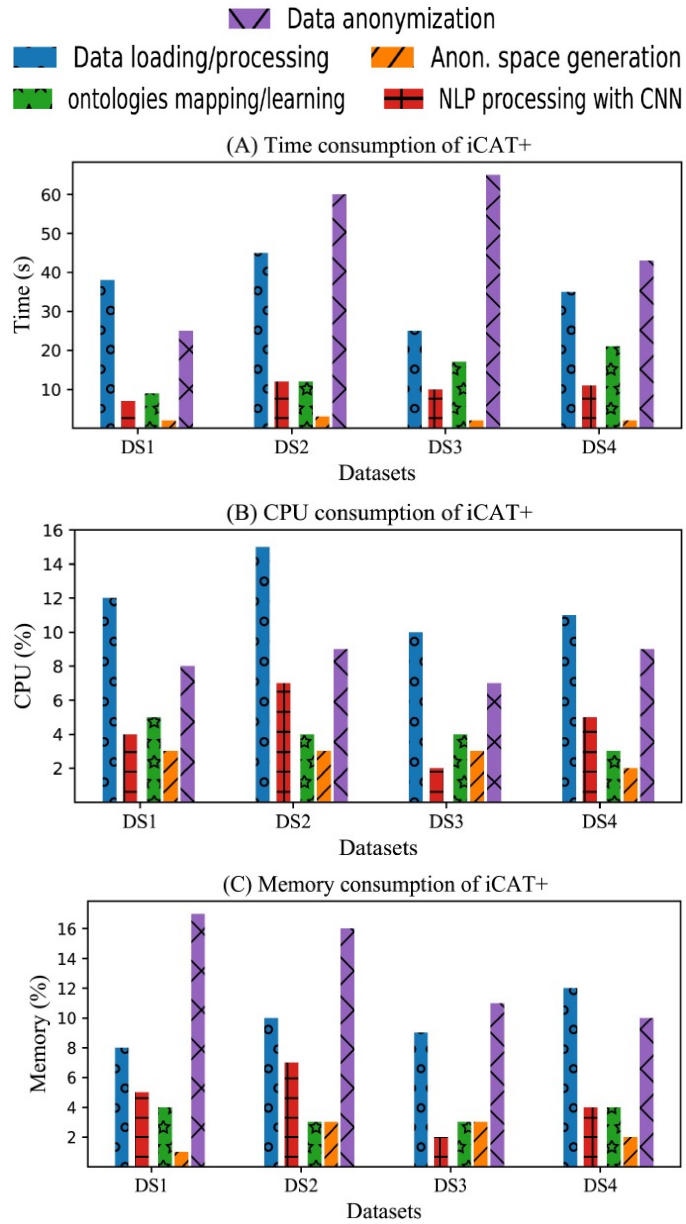 Data anonymization
Data loading/processing Anon. space generation
ontologies mapping/learning NLP processing with CNN
(A) Time consumption of iCAT+
Time (s)
60
50
40
30
20
10
DS1 DS2 DS3 DS4
Datasets
(B) CPU consumption of iCAT+
CPU (%)
16
14
12
10
8
6
4
2
DS1 DS2 DS3 DS4
Datasets
(C) Memory consumption of iCAT+
Memory (%)
16
14
12
10
8
6
4
2
DS1 DS2 DS3 DS4
Datasets